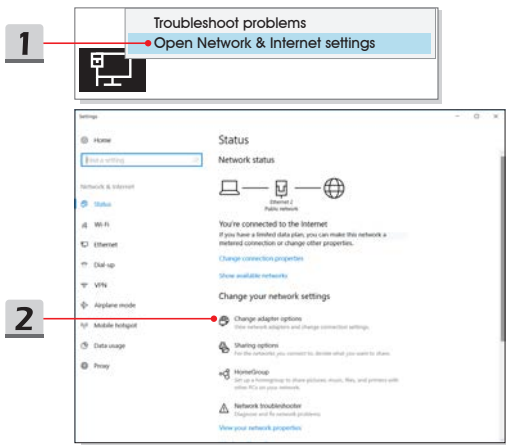 Troubleshoot problems
1
Open Network & Internet settings
Settings
Home
Find a setting
Network & Internet
Status
Wi-Fi
Ethernet
Dial-up
VPN
Airplane mode
Mobile hotspot
Data usage
Proxy
Status
Network status
Ethernet 2
Public network
You're connected to the Internet
If you have a limited data plan, you can make this network a
metered connection or change other properties.
Change connection properties
Show available networks
Change your network settings
2
Change adapter options
View network adapters and change connection settings.
Sharing options
For the networks you connect to, decide what you want to share.
HomeGroup
Set up a homegroup to share pictures, music, files, and printers with
other PCs on your network.
Network troubleshooter
Diagnose and fix network problems.
View your network properties